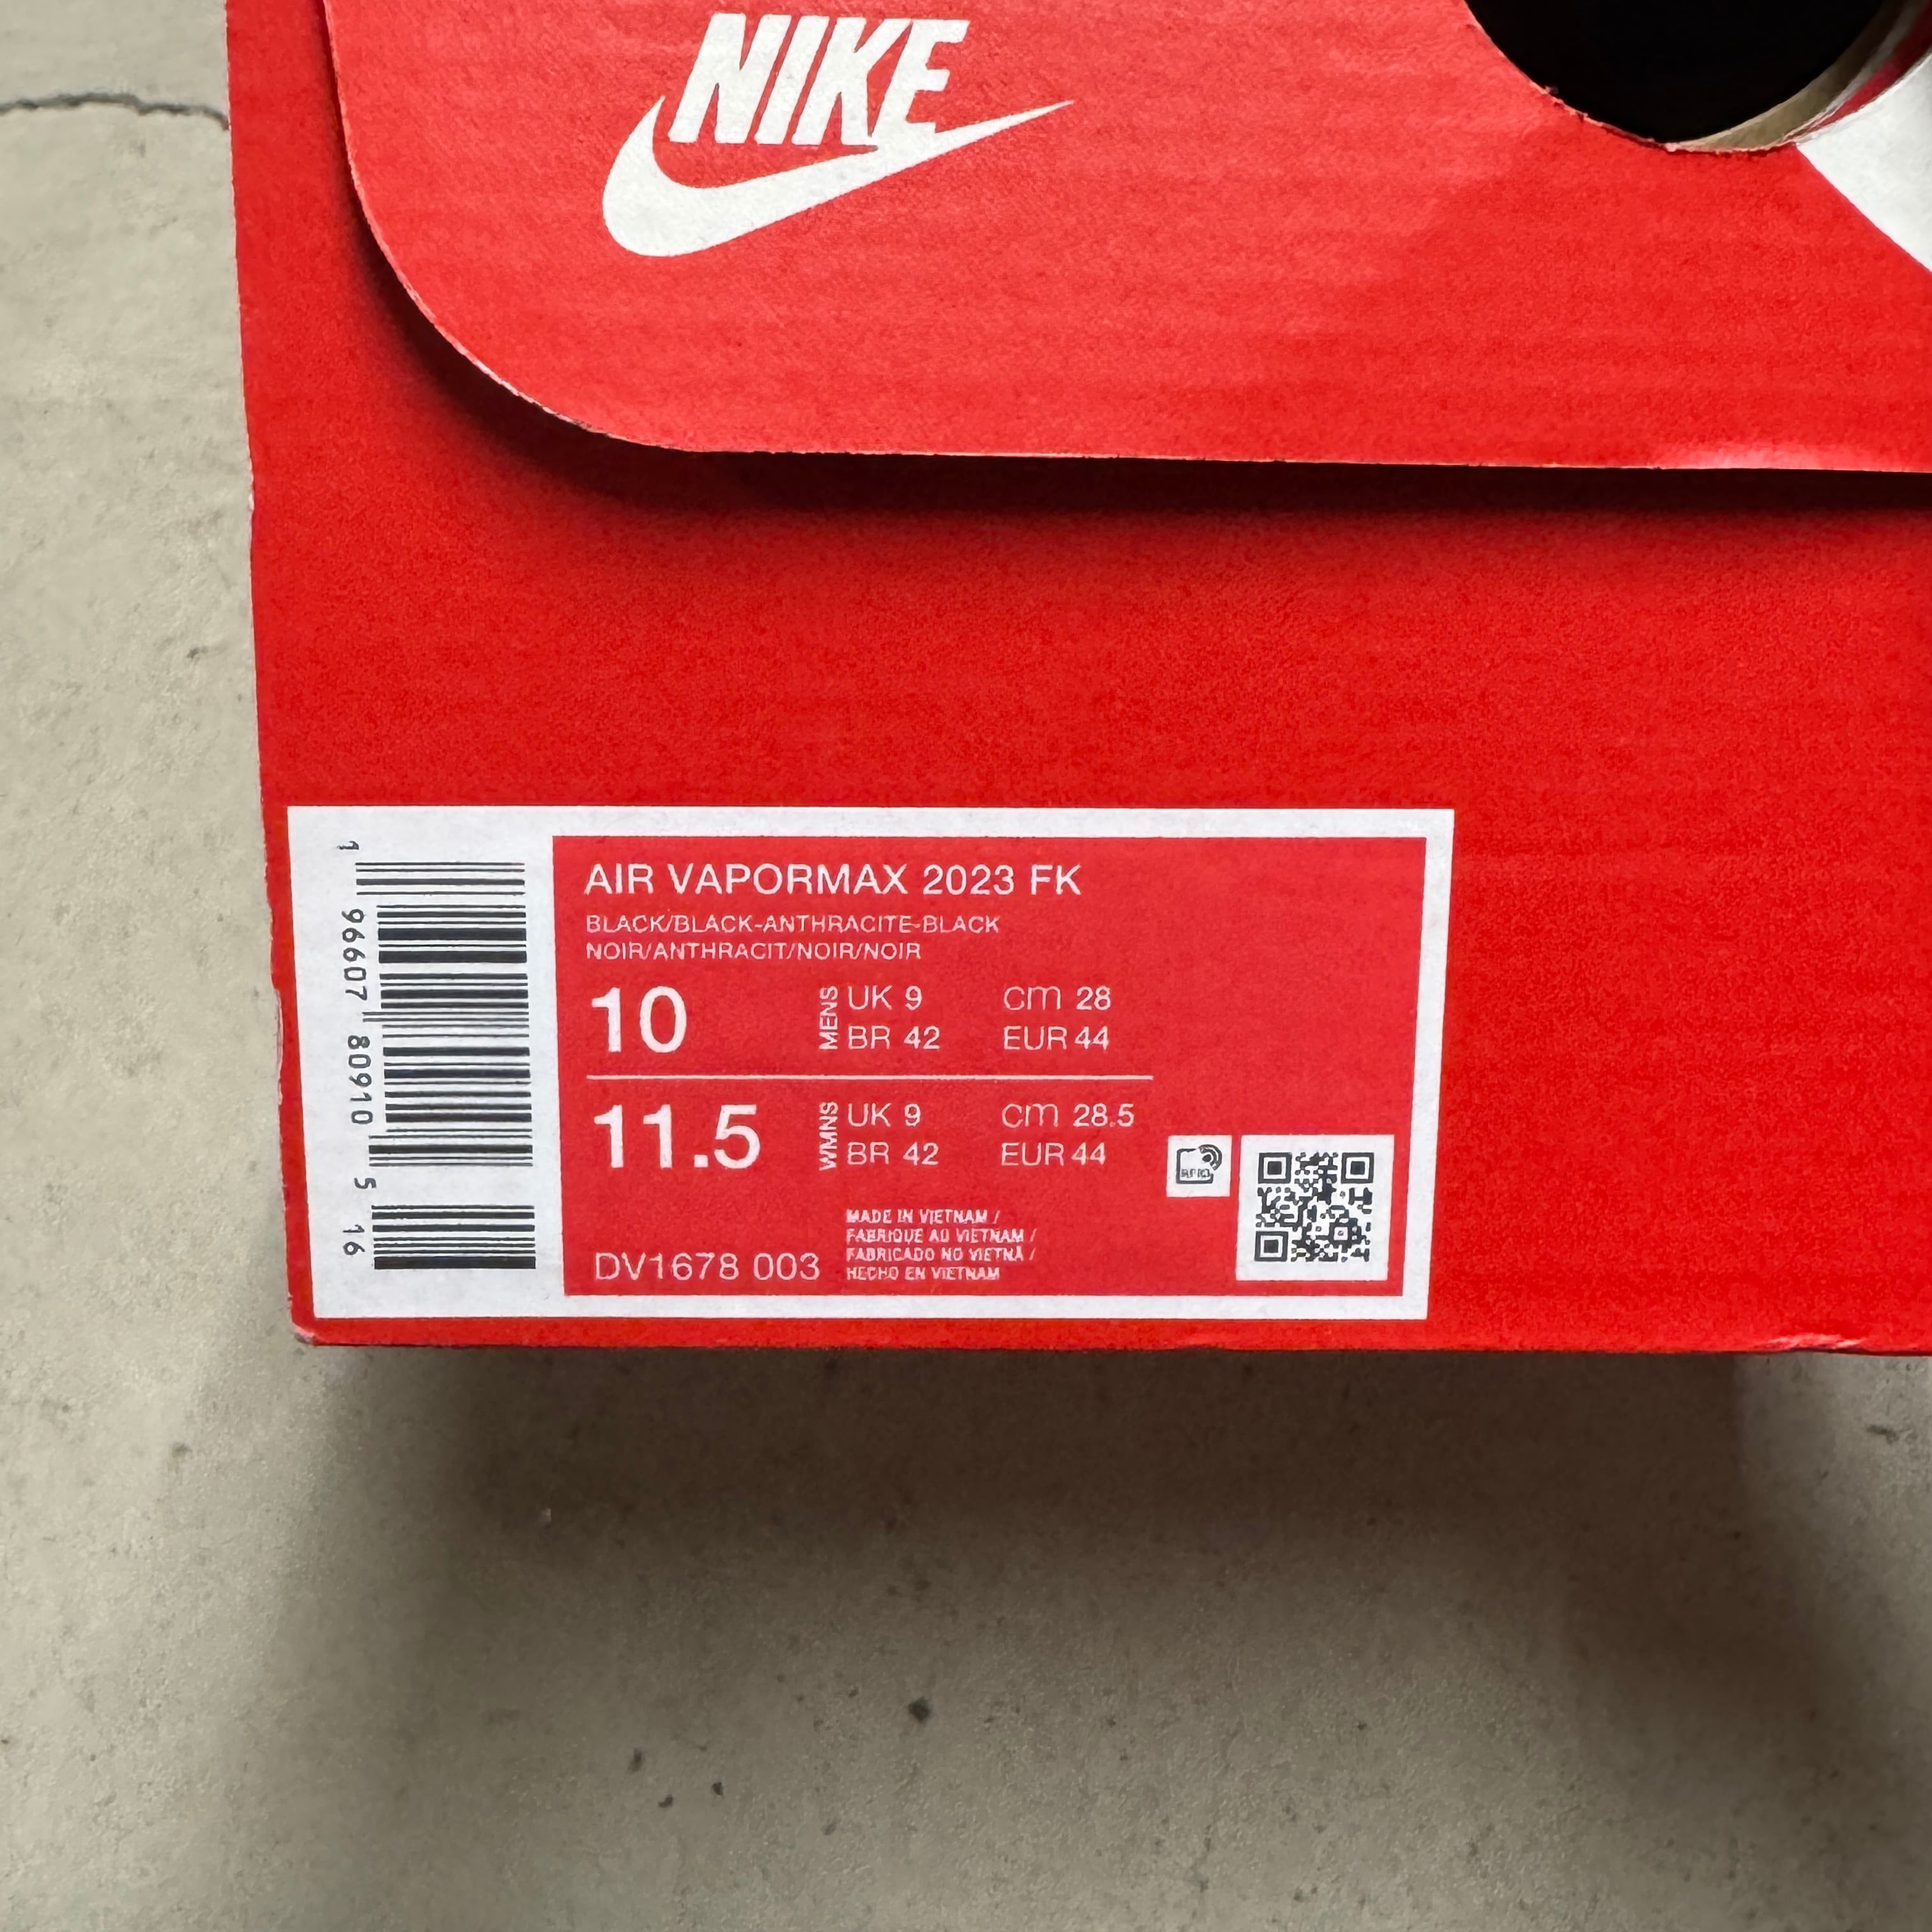 NIKE
AIR VAPORMAX 2023 FK
BLACK/BLACK-ANTHRACITE-BLACK
NOIR/ANTHRACIT/NOIR/NOIR
10
MENS
UK 9 cm 28
BR 42 EUR 44
11.5
WMNS
UK 9 cm 28.5
BR 42 EUR 44
DV1678 003
MADE IN VIETNAM /
FABRIQUE AU VIETNAM /
FABRICADO NO VIETNÃ /
HECHO EN VIETNAM
RFID
1 96607 80910 5 16